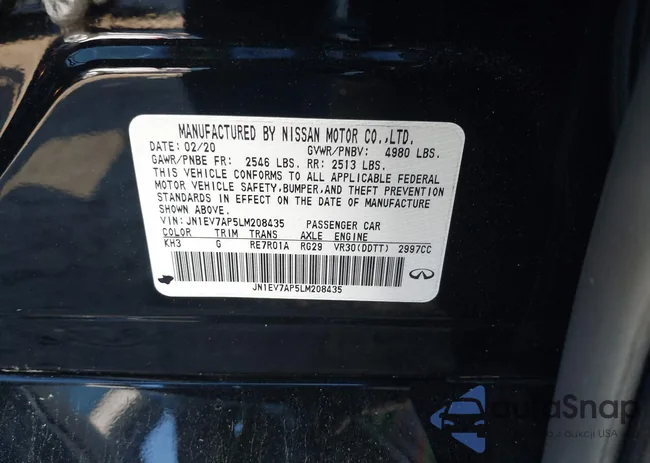 MANUFACTURED BY NISSAN MOTOR CO.,LTD.
DATE: 02/20 GVWR/PNBV: 4980 LBS.
GAWR/PNBE FR: 2546 LBS. RR: 2513 LBS.
THIS VEHICLE CONFORMS TO ALL APPLICABLE FEDERAL
MOTOR VEHICLE SAFETY,BUMPER,AND THEFT PREVENTION
STANDARDS IN EFFECT ON THE DATE OF MANUFACTURE
SHOWN ABOVE.
VIN: JN1EV7AP5LM208435 PASSENGER CAR
COLOR TRIM TRANS AXLE ENGINE
KH3 G RE7R01A RG29 VR30(DDTT) 2997CC
JN1EV7AP5LM208435
autaSnap
z aukcji USA